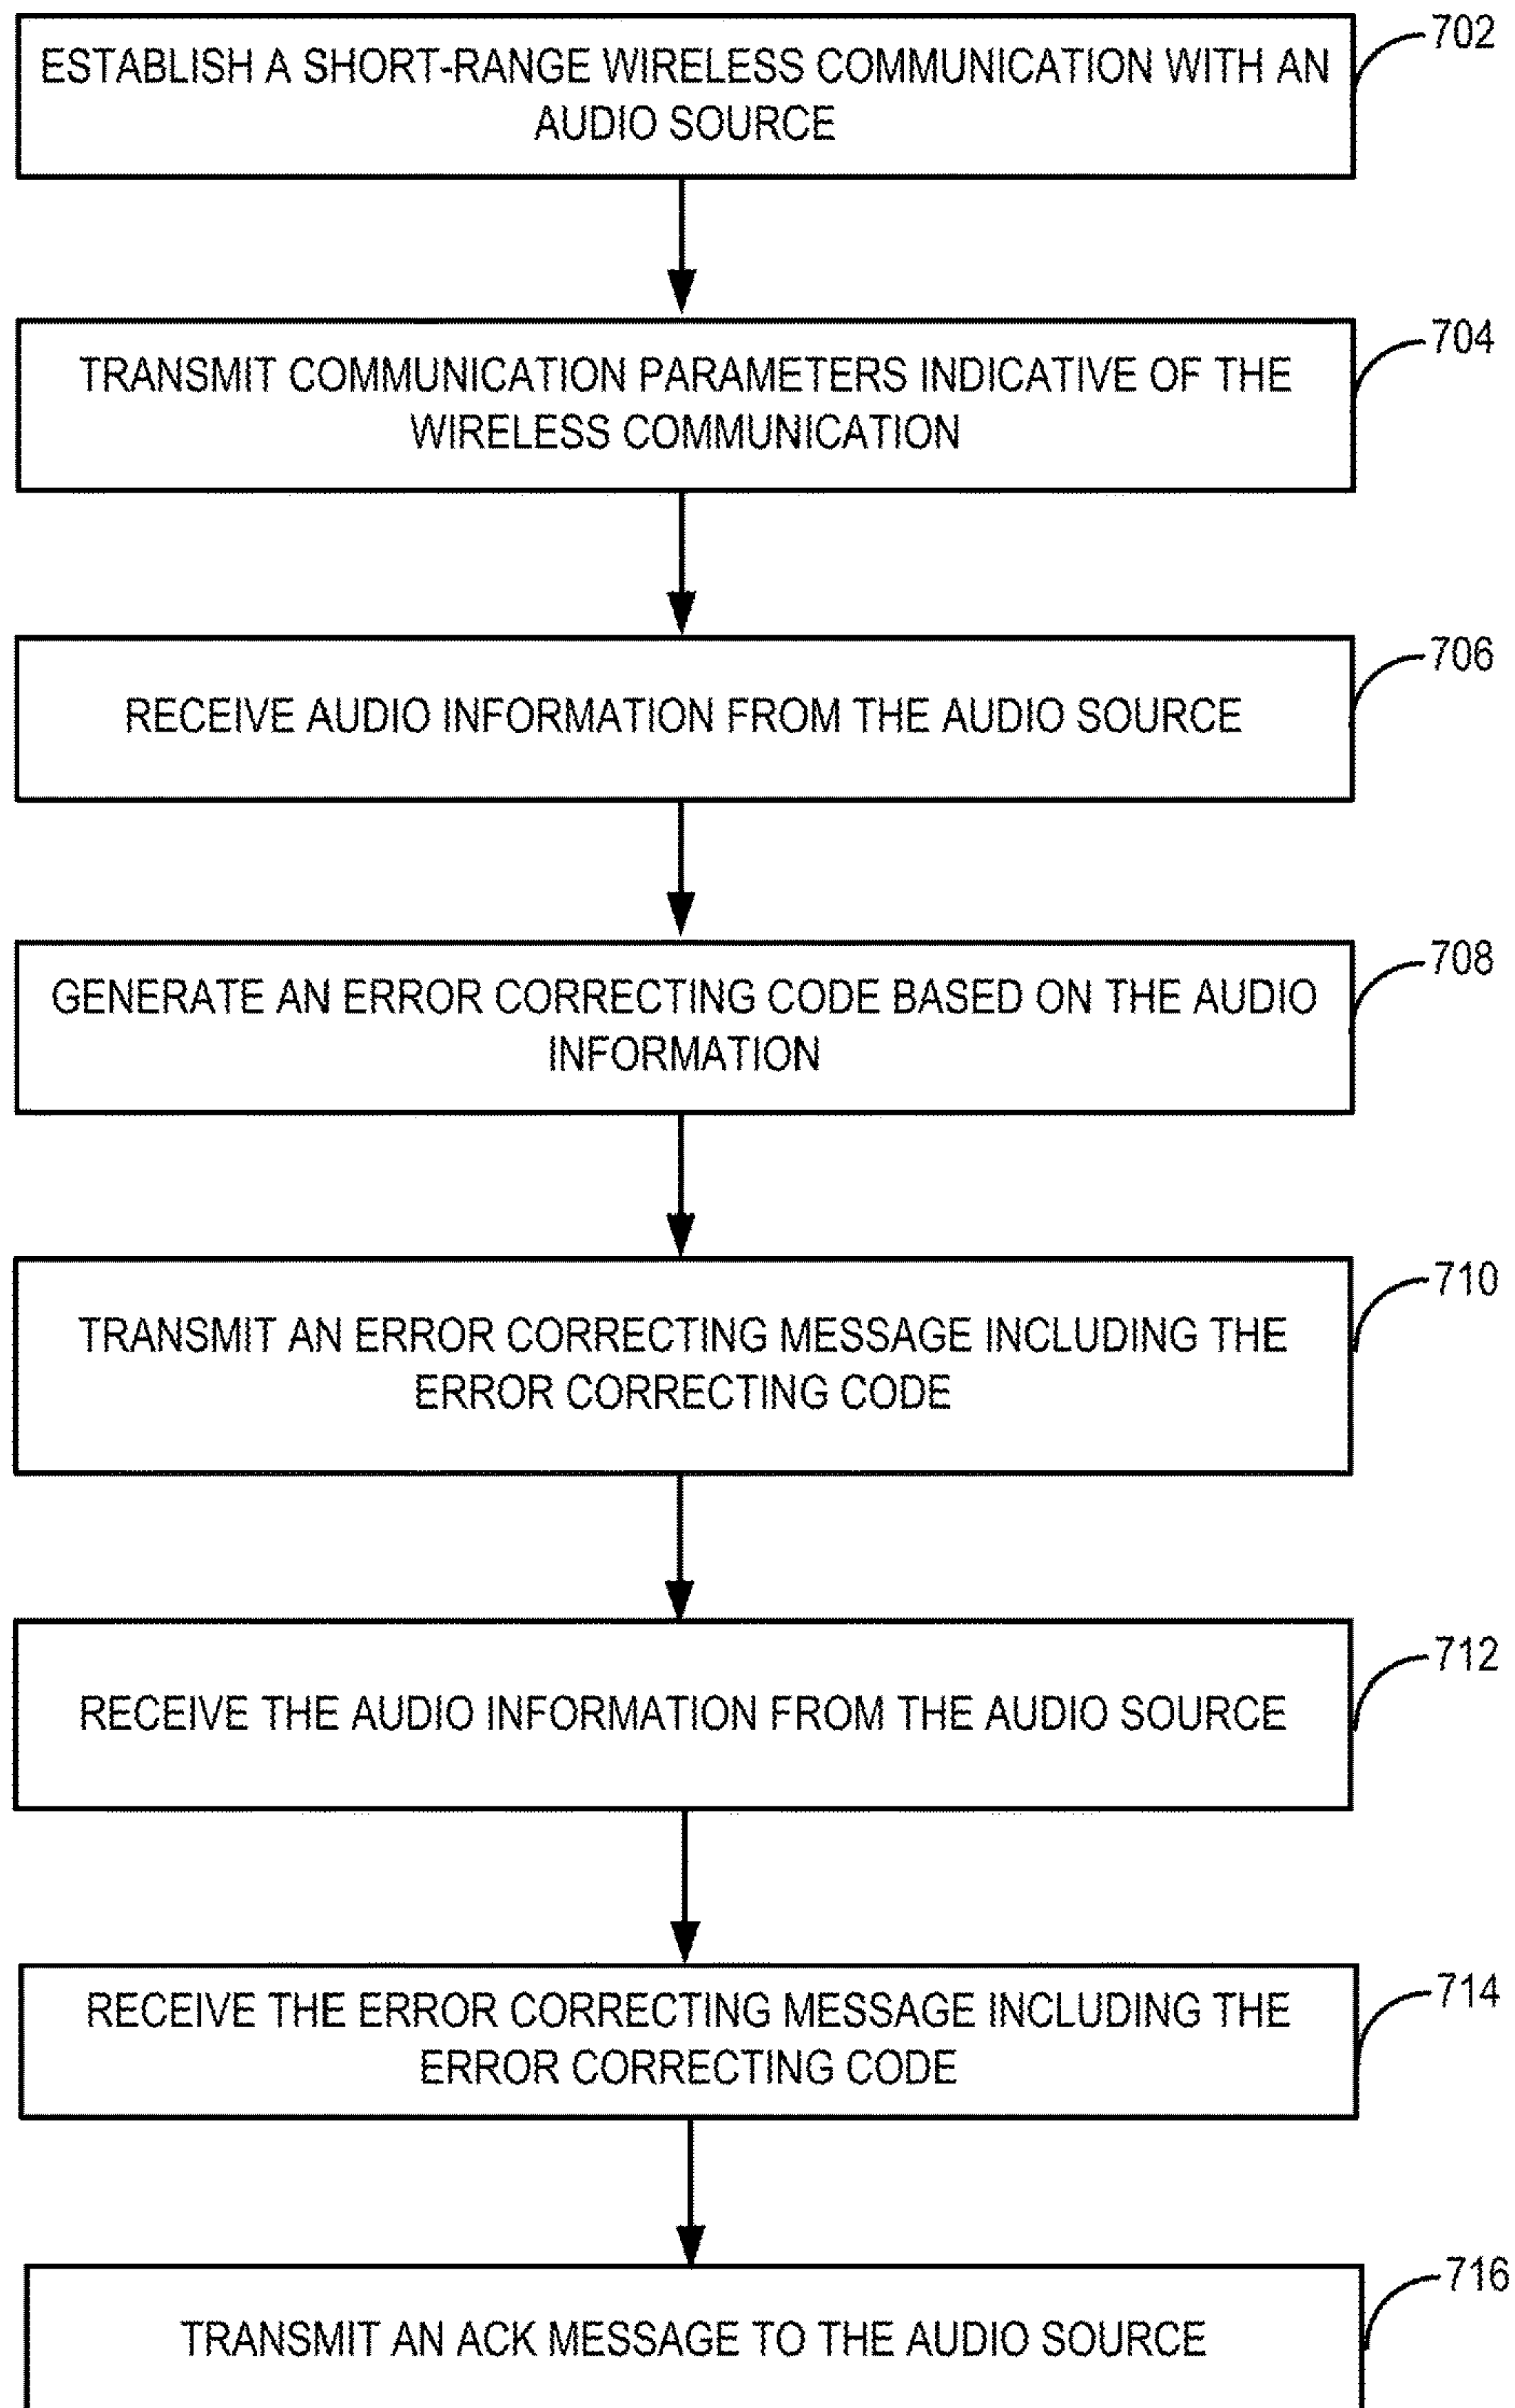 702
ESTABLISH A SHORT-RANGE WIRELESS COMMUNICATION WITH AN
AUDIO SOURCE
704
TRANSMIT COMMUNICATION PARAMETERS INDICATIVE OF THE
WIRELESS COMMUNICATION
706
RECEIVE AUDIO INFORMATION FROM THE AUDIO SOURCE
708
GENERATE AN ERROR CORRECTING CODE BASED ON THE AUDIO
INFORMATION
710
TRANSMIT AN ERROR CORRECTING MESSAGE INCLUDING THE
ERROR CORRECTING CODE
712
RECEIVE THE AUDIO INFORMATION FROM THE AUDIO SOURCE
714
RECEIVE THE ERROR CORRECTING MESSAGE INCLUDING THE
ERROR CORRECTING CODE
716
TRANSMIT AN ACK MESSAGE TO THE AUDIO SOURCE